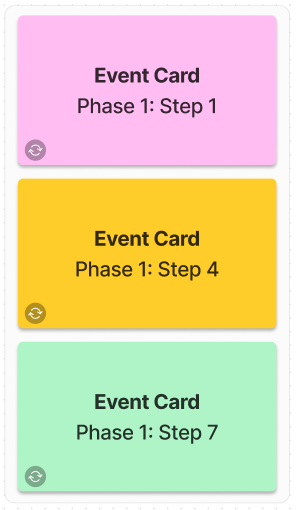 Event Card
Phase 1: Step 1
Event Card
Phase 1: Step 4
Event Card
Phase 1: Step 7